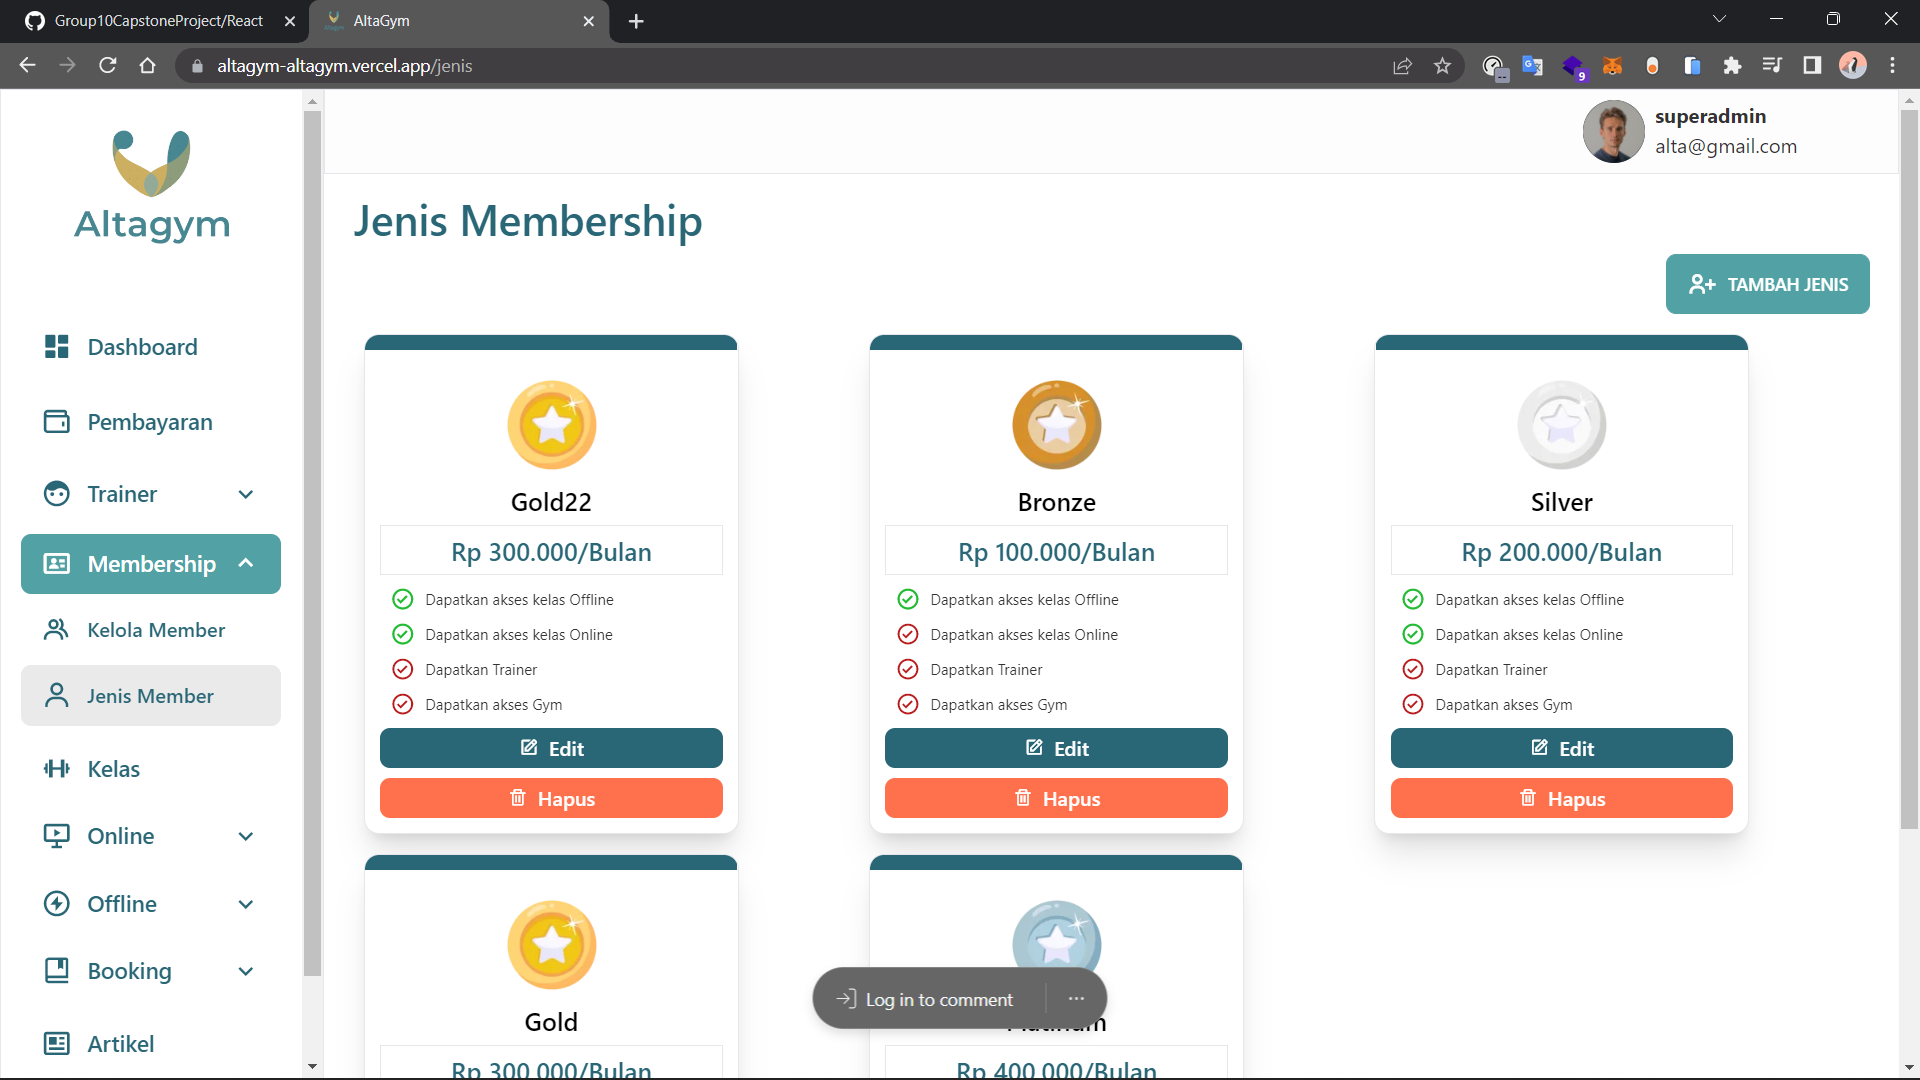 Group10CapstoneProject/React
AltaGym
altagym-altagym.vercel.app/jenis
9
superadmin
alta@gmail.com
Altagym
Jenis Membership
TAMBAH JENIS
Dashboard
Pembayaran
Trainer
Membership
Kelola Member
Jenis Member
Kelas
Online
Offline
Booking
Artikel
Gold22
Rp 300.000/Bulan
Dapatkan akses kelas Offline
Dapatkan akses kelas Online
Dapatkan Trainer
Dapatkan akses Gym
Edit
Hapus
Bronze
Rp 100.000/Bulan
Dapatkan akses kelas Offline
Dapatkan akses kelas Online
Dapatkan Trainer
Dapatkan akses Gym
Edit
Hapus
Silver
Rp 200.000/Bulan
Dapatkan akses kelas Offline
Dapatkan akses kelas Online
Dapatkan Trainer
Dapatkan akses Gym
Edit
Hapus
Gold
Rp 300.000/Bulan
Platinum
Rp 400.000/Bulan
Log in to comment